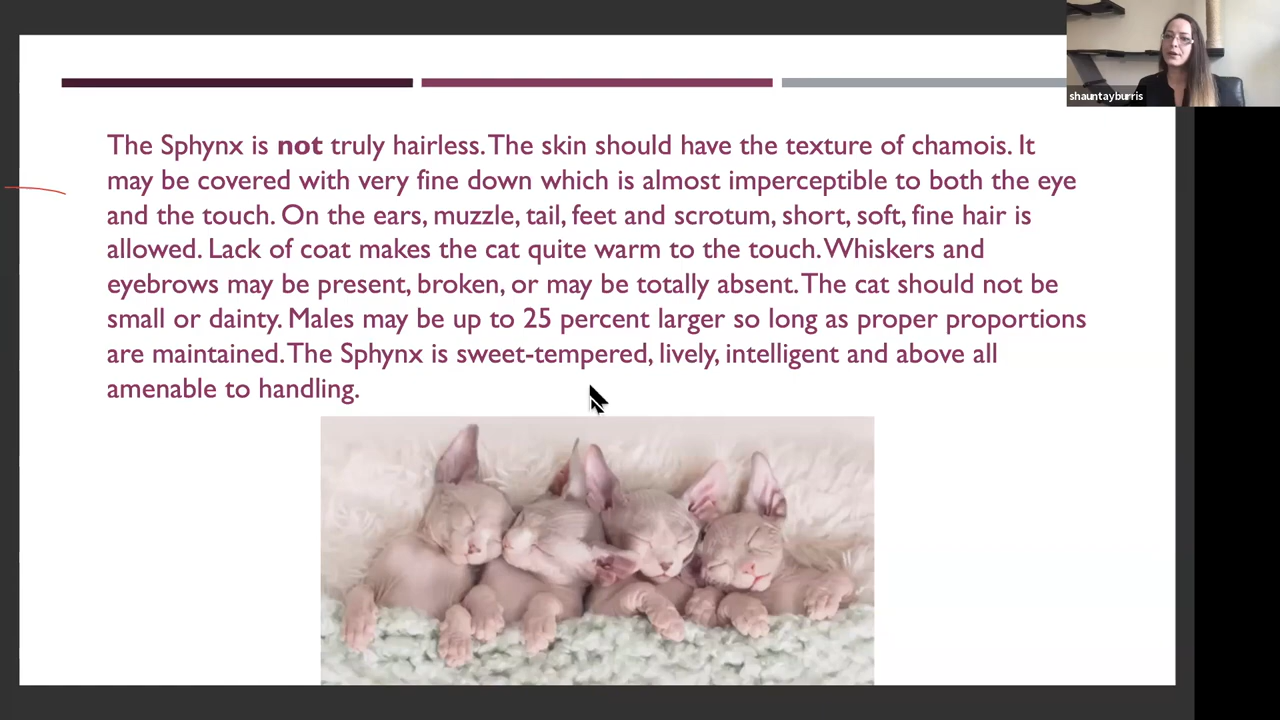 shauntayburris
The Sphynx is not truly hairless. The skin should have the texture of chamois. It
may be covered with very fine down which is almost imperceptible to both the eye
and the touch. On the ears, muzzle, tail, feet and scrotum, short, soft, fine hair is
allowed. Lack of coat makes the cat quite warm to the touch. Whiskers and
eyebrows may be present, broken, or may be totally absent. The cat should not be
small or dainty. Males may be up to 25 percent larger so long as proper proportions
are maintained. The Sphynx is sweet-tempered, lively, intelligent and above all
amenable to handling.